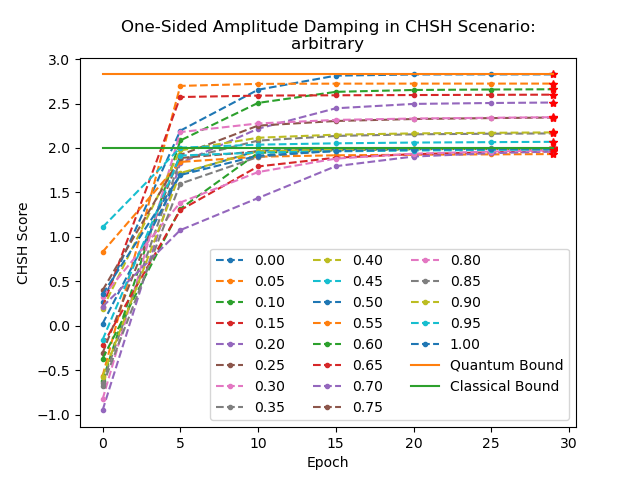 One-Sided Amplitude Damping in CHSH Scenario:
arbitrary
CHSH Score
3.0
2.5
2.0
1.5
1.0
0.5
0.0
−0.5
−1.0
0 5 10 15 20 25 30
Epoch
0.00 0.40 0.80
0.05 0.45 0.85
0.10 0.50 0.90
0.15 0.55 0.95
0.20 0.60 1.00
0.25 0.65 Quantum Bound
0.30 0.70 Classical Bound
0.35 0.75